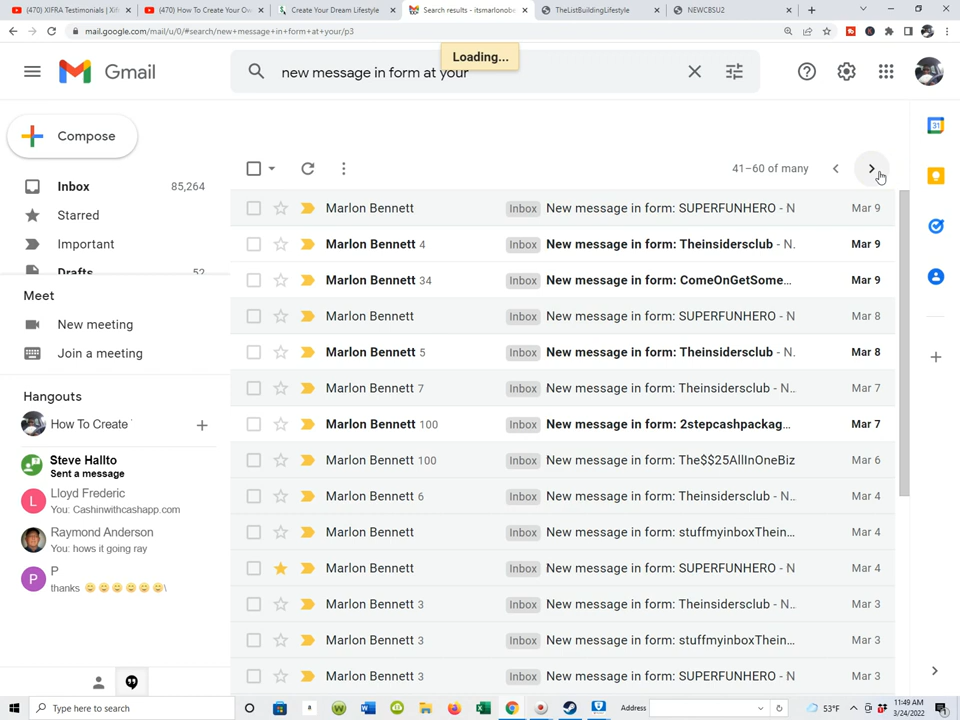 (470) XIFRA Testimonials | Xif
(470) How To Create Your Ow
Create Your Dream Lifestyle
Search results - itsmarlonobe
TheListBuildingLifestyle
NEWCBSU2
mail.google.com/mail/u/0/#search/new+message+in+form+at+your/p3
Loading...
Gmail
new message in form at your
Compose
41–60 of many
Inbox 85,264
Starred
Important
Drafts 52
Meet
New meeting
Join a meeting
Hangouts
How To Create
Steve Hallto
Sent a message
Lloyd Frederic
You: Cashinwithcashapp.com
Raymond Anderson
You: hows it going ray
P
thanks 😊😊😊😊😊😊\
Marlon Bennett Inbox New message in form: SUPERFUNHERO - N Mar 9
Marlon Bennett 4 Inbox New message in form: Theinsidersclub - N. Mar 9
Marlon Bennett 34 Inbox New message in form: ComeOnGetSome... Mar 9
Marlon Bennett Inbox New message in form: SUPERFUNHERO - N Mar 8
Marlon Bennett 5 Inbox New message in form: Theinsidersclub - N. Mar 8
Marlon Bennett 7 Inbox New message in form: Theinsidersclub - N.. Mar 7
Marlon Bennett 100 Inbox New message in form: 2stepcashpackag... Mar 7
Marlon Bennett 100 Inbox New message in form: The$$25AllInOneBiz Mar 6
Marlon Bennett 6 Inbox New message in form: Theinsidersclub - N.. Mar 4
Marlon Bennett Inbox New message in form: stuffmyinboxThein... Mar 4
Marlon Bennett Inbox New message in form: SUPERFUNHERO - N Mar 4
Marlon Bennett 3 Inbox New message in form: Theinsidersclub - N.. Mar 3
Marlon Bennett 3 Inbox New message in form: stuffmyinboxThein... Mar 3
Marlon Bennett 3 Inbox New message in form: SUPERFUNHERO - N Mar 3
31
Type here to search
Address
53°F
11:49 AM
3/24/2022